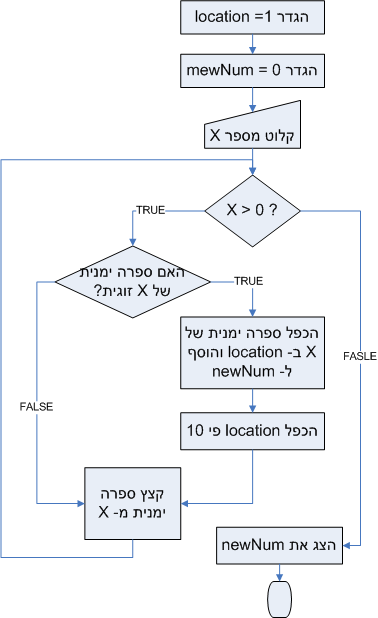 הגדר location =1
הגדר mewNum = 0
קלוט מספר X
X > 0 ?
TRUE
האם ספרה ימנית
של X זוגית?
TRUE
הכפל ספרה ימנית של
X ב- location והוסף
ל- newNum
FASLE
FALSE
הכפל location פי 10
קצץ ספרה
ימנית מ- X
הצג את newNum